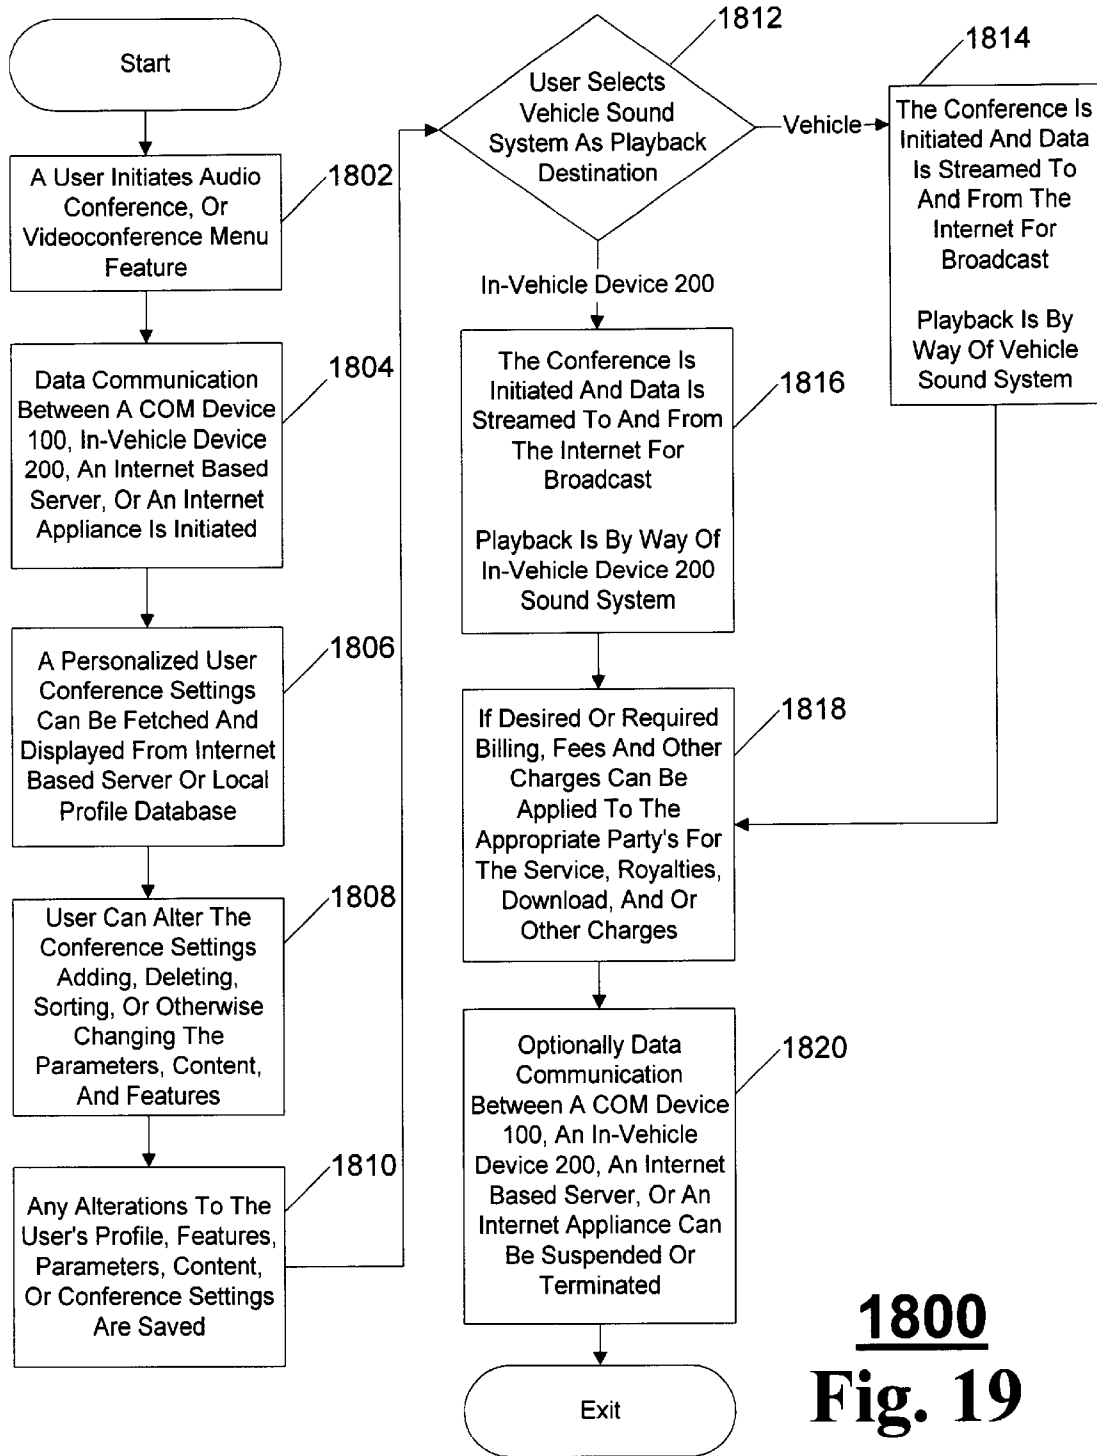 Start
A User Initiates Audio
Conference, Or
Videoconference Menu
Feature
1802
Data Communication
Between A COM Device
100, In-Vehicle Device
200, An Internet Based
Server, Or An Internet
Appliance Is Initiated
1804
A Personalized User
Conference Settings
Can Be Fetched And
Displayed From Internet
Based Server Or Local
Profile Database
1806
User Can Alter The
Conference Settings
Adding, Deleting,
Sorting, Or Otherwise
Changing The
Parameters, Content,
And Features
1808
Any Alterations To The
User's Profile, Features,
Parameters, Content,
Or Conference Settings
Are Saved
1810
User Selects
Vehicle Sound
System As Playback
Destination
1812
Vehicle
The Conference Is
Initiated And Data
Is Streamed To
And From The
Internet For
Broadcast
Playback Is By
Way Of Vehicle
Sound System
1814
In-Vehicle Device 200
The Conference Is
Initiated And Data Is
Streamed To And From
The Internet For
Broadcast
Playback Is By Way Of
In-Vehicle Device 200
Sound System
1816
If Desired Or Required
Billing, Fees And Other
Charges Can Be
Applied To The
Appropriate Party's For
The Service, Royalties,
Download, And Or
Other Charges
1818
Optionally Data
Communication
Between A COM Device
100, An In-Vehicle
Device 200, An Internet
Based Server, Or An
Internet Appliance Can
Be Suspended Or
Terminated
1820
Exit
1800
Fig. 19